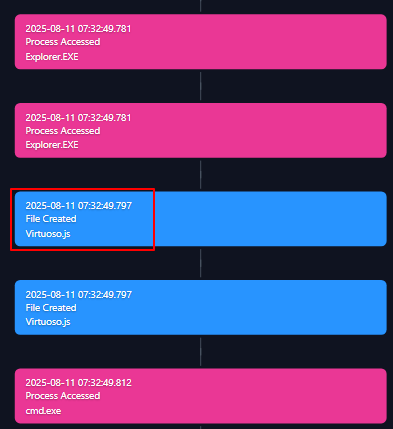 2025-08-11 07:32:49.781
Process Accessed
Explorer.EXE
2025-08-11 07:32:49.781
Process Accessed
Explorer.EXE
2025-08-11 07:32:49.797
File Created
Virtuoso.js
2025-08-11 07:32:49.797
File Created
Virtuoso.js
2025-08-11 07:32:49.812
Process Accessed
cmd.exe